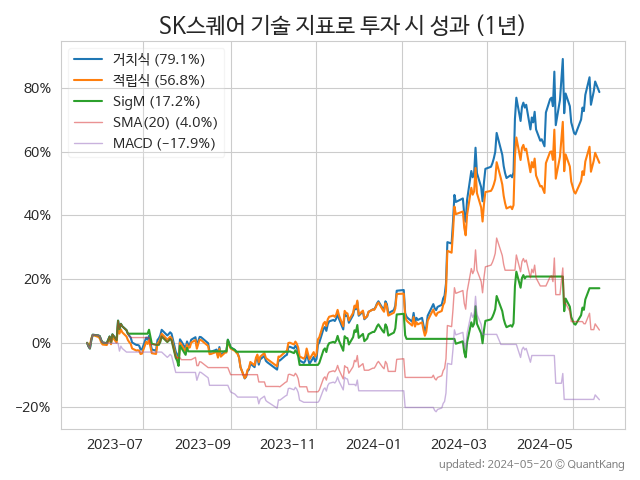 SK스퀘어 기술 지표로 투자 시 성과 (1년)
거치식 (79.1%)
적립식 (56.8%)
SigM (17.2%)
SMA(20) (4.0%)
MACD (−17.9%)
80%
60%
40%
20%
0%
−20%
2023-07 2023-09 2023-11 2024-01 2024-03 2024-05
updated: 2024-05-20 © QuantKang